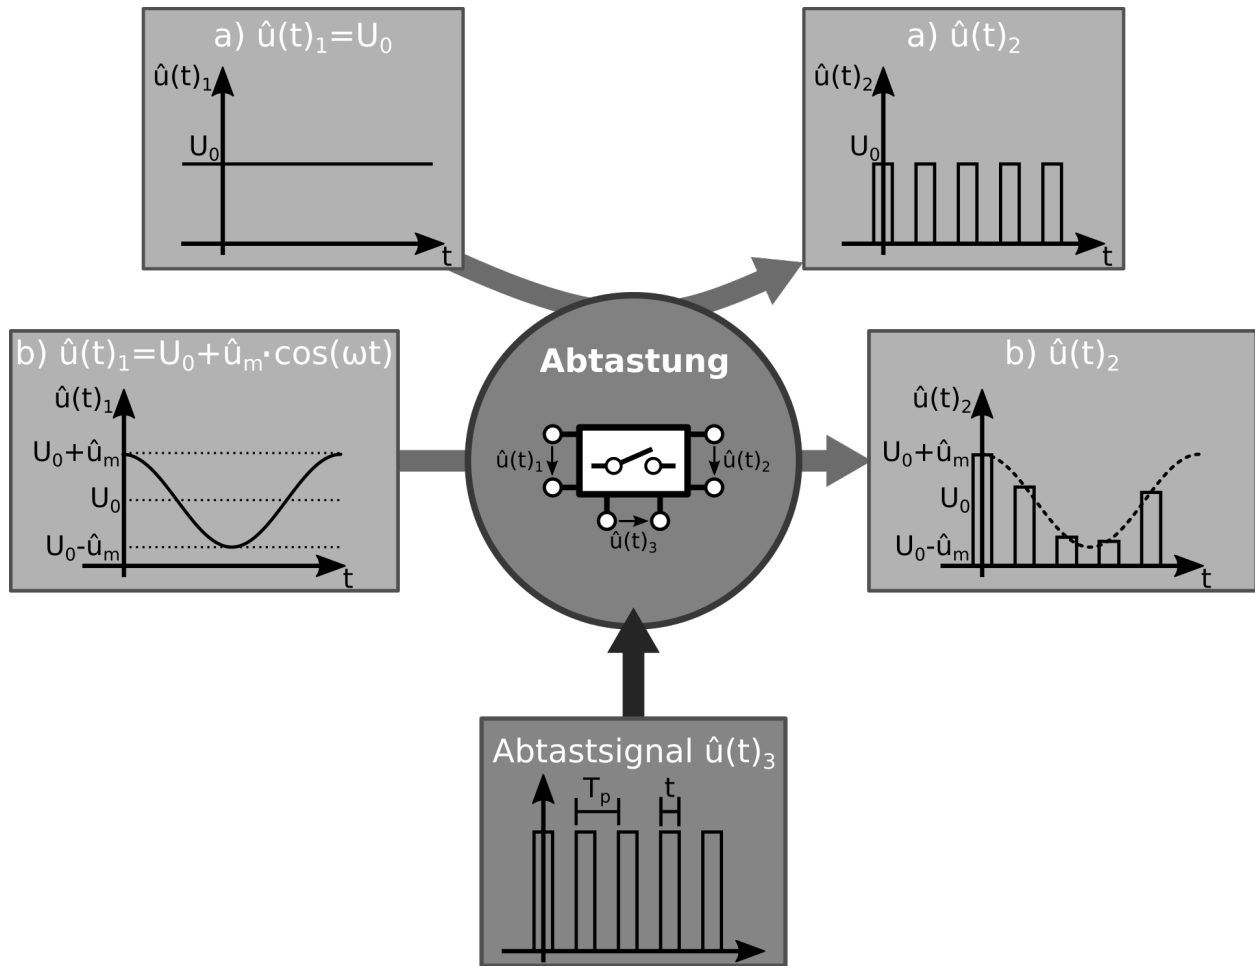 a) û(t)₁=U₀
û(t)₁
U₀
t
a) û(t)₂
û(t)₂
U₀
t
b) û(t)₁=U₀+ûₘ·cos(ωt)
û(t)₁
U₀+ûₘ
U₀
U₀-ûₘ
t
Abtastung
û(t)₁
û(t)₂
û(t)₃
b) û(t)₂
û(t)₂
U₀+ûₘ
U₀
U₀-ûₘ
t
Abtastsignal û(t)₃
Tₚ
t